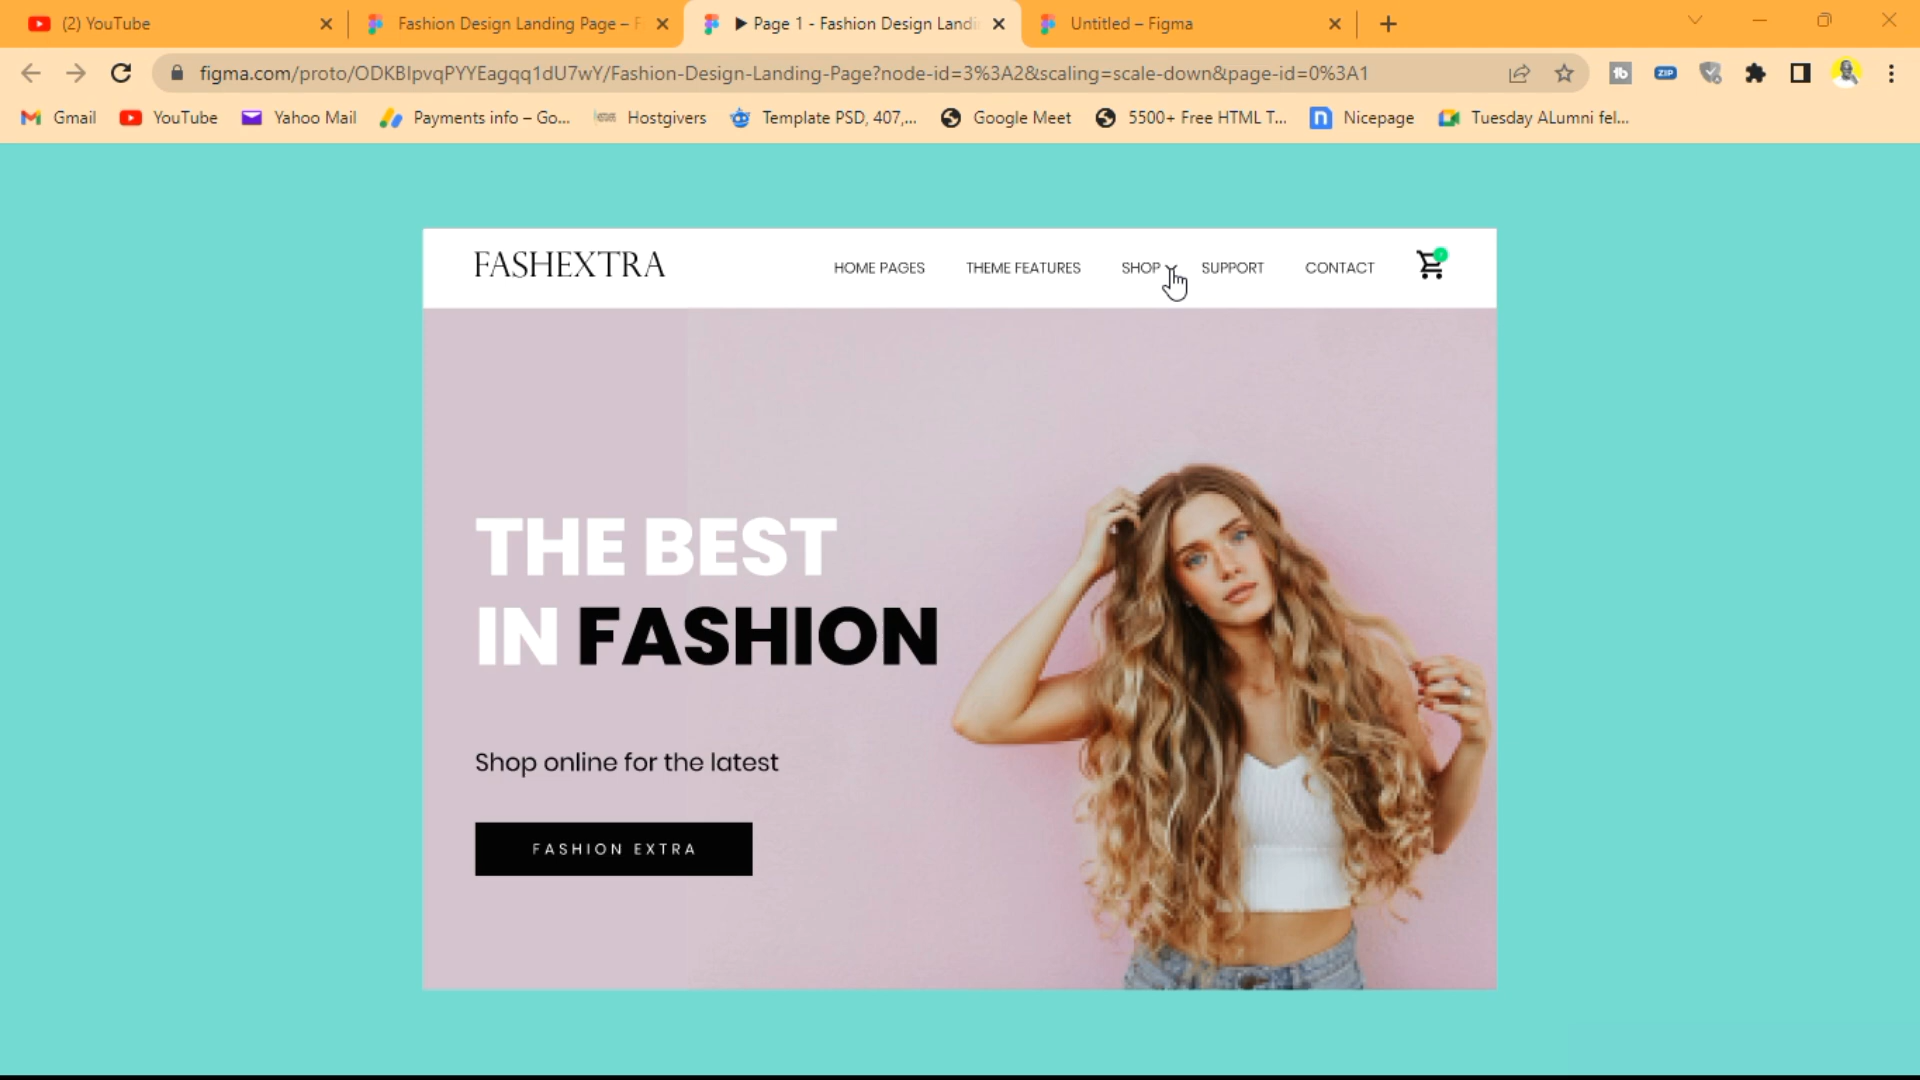 (2) YouTube
Fashion Design Landing Page – F
▶ Page 1 - Fashion Design Landi
Untitled – Figma
figma.com/proto/ODKBIpvqPYYEagqq1dU7wY/Fashion-Design-Landing-Page?node-id=3%3A2&scaling=scale-down&page-id=0%3A1
Gmail
YouTube
Yahoo Mail
Payments info – Go...
Hostgivers
Template PSD, 407,...
Google Meet
5500+ Free HTML T...
Nicepage
Tuesday ALumni fel...
FASHEXTRA
HOME PAGES
THEME FEATURES
SHOP
SUPPORT
CONTACT
THE BEST
IN FASHION
Shop online for the latest
FASHION EXTRA
ZIP